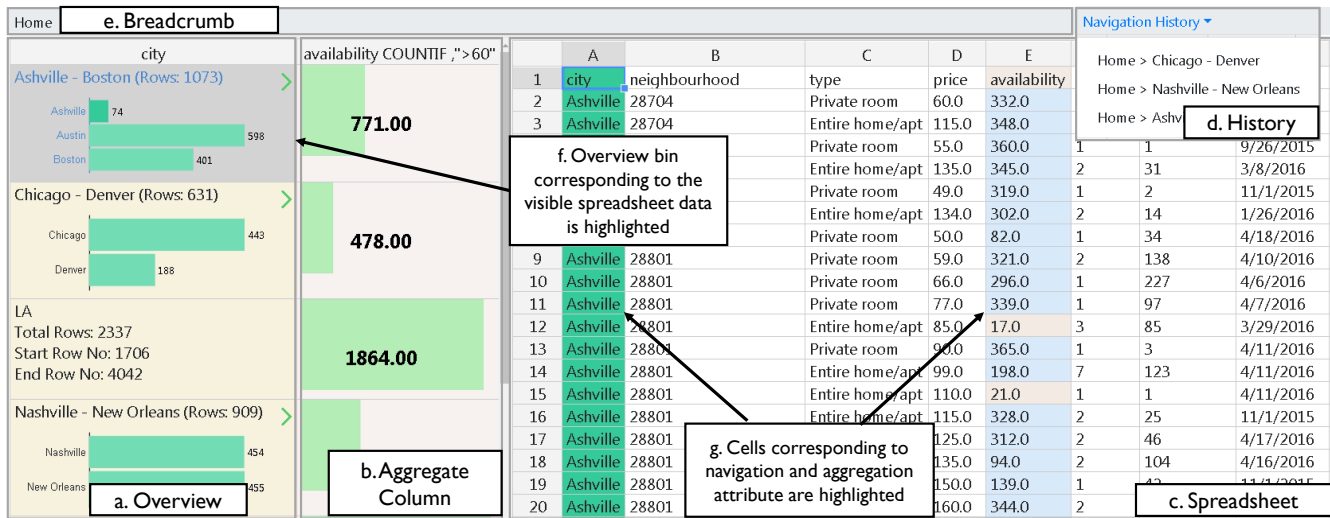 Home
e. Breadcrumb
Navigation History
Home > Chicago - Denver
Home > Nashville - New Orleans
Home > Ashv
d. History
city
Ashville - Boston (Rows: 1073)
Ashville 74
Austin 598
Boston 401
Chicago - Denver (Rows: 631)
Chicago 443
Denver 188
LA
Total Rows: 2337
Start Row No: 1706
End Row No: 4042
Nashville - New Orleans (Rows: 909)
Nashville 454
New Orleans 455
a. Overview
availability COUNTIF ,">60"
771.00
478.00
1864.00
b. Aggregate
Column
f. Overview bin
corresponding to the
visible spreadsheet data
is highlighted
A B C D E
1 city neighbourhood type price availability
2 Ashville 28704 Private room 60.0 332.0
3 Ashville 28704 Entire home/apt 115.0 348.0
Private room 55.0 360.0 1 1 9/26/2015
Entire home/apt 135.0 345.0 2 31 3/8/2016
Private room 49.0 319.0 1 2 11/1/2015
Entire home/apt 134.0 302.0 2 14 1/26/2016
Private room 50.0 82.0 1 34 4/18/2016
9 Ashville 28801 Private room 59.0 321.0 2 138 4/10/2016
10 Ashville 28801 Private room 66.0 296.0 1 227 4/6/2016
11 Ashville 28801 Private room 77.0 339.0 1 97 4/7/2016
12 Ashville 28801 Entire home/apt 85.0 17.0 3 85 3/29/2016
13 Ashville 28801 Private room 90.0 365.0 1 3 4/11/2016
14 Ashville 28801 Entire home/apt 99.0 198.0 7 123 4/11/2016
15 Ashville 28801 Entire home/apt 110.0 21.0 1 1 4/11/2016
16 Ashville 28801 Entire home/apt 115.0 328.0 2 25 11/1/2015
17 Ashville 28801 125.0 312.0 2 46 4/17/2016
18 Ashville 28801 135.0 94.0 2 104 4/16/2016
19 Ashville 28801 150.0 139.0 1
20 Ashville 28801 160.0 344.0 2
g. Cells corresponding to
navigation and aggregation
attribute are highlighted
c. Spreadsheet